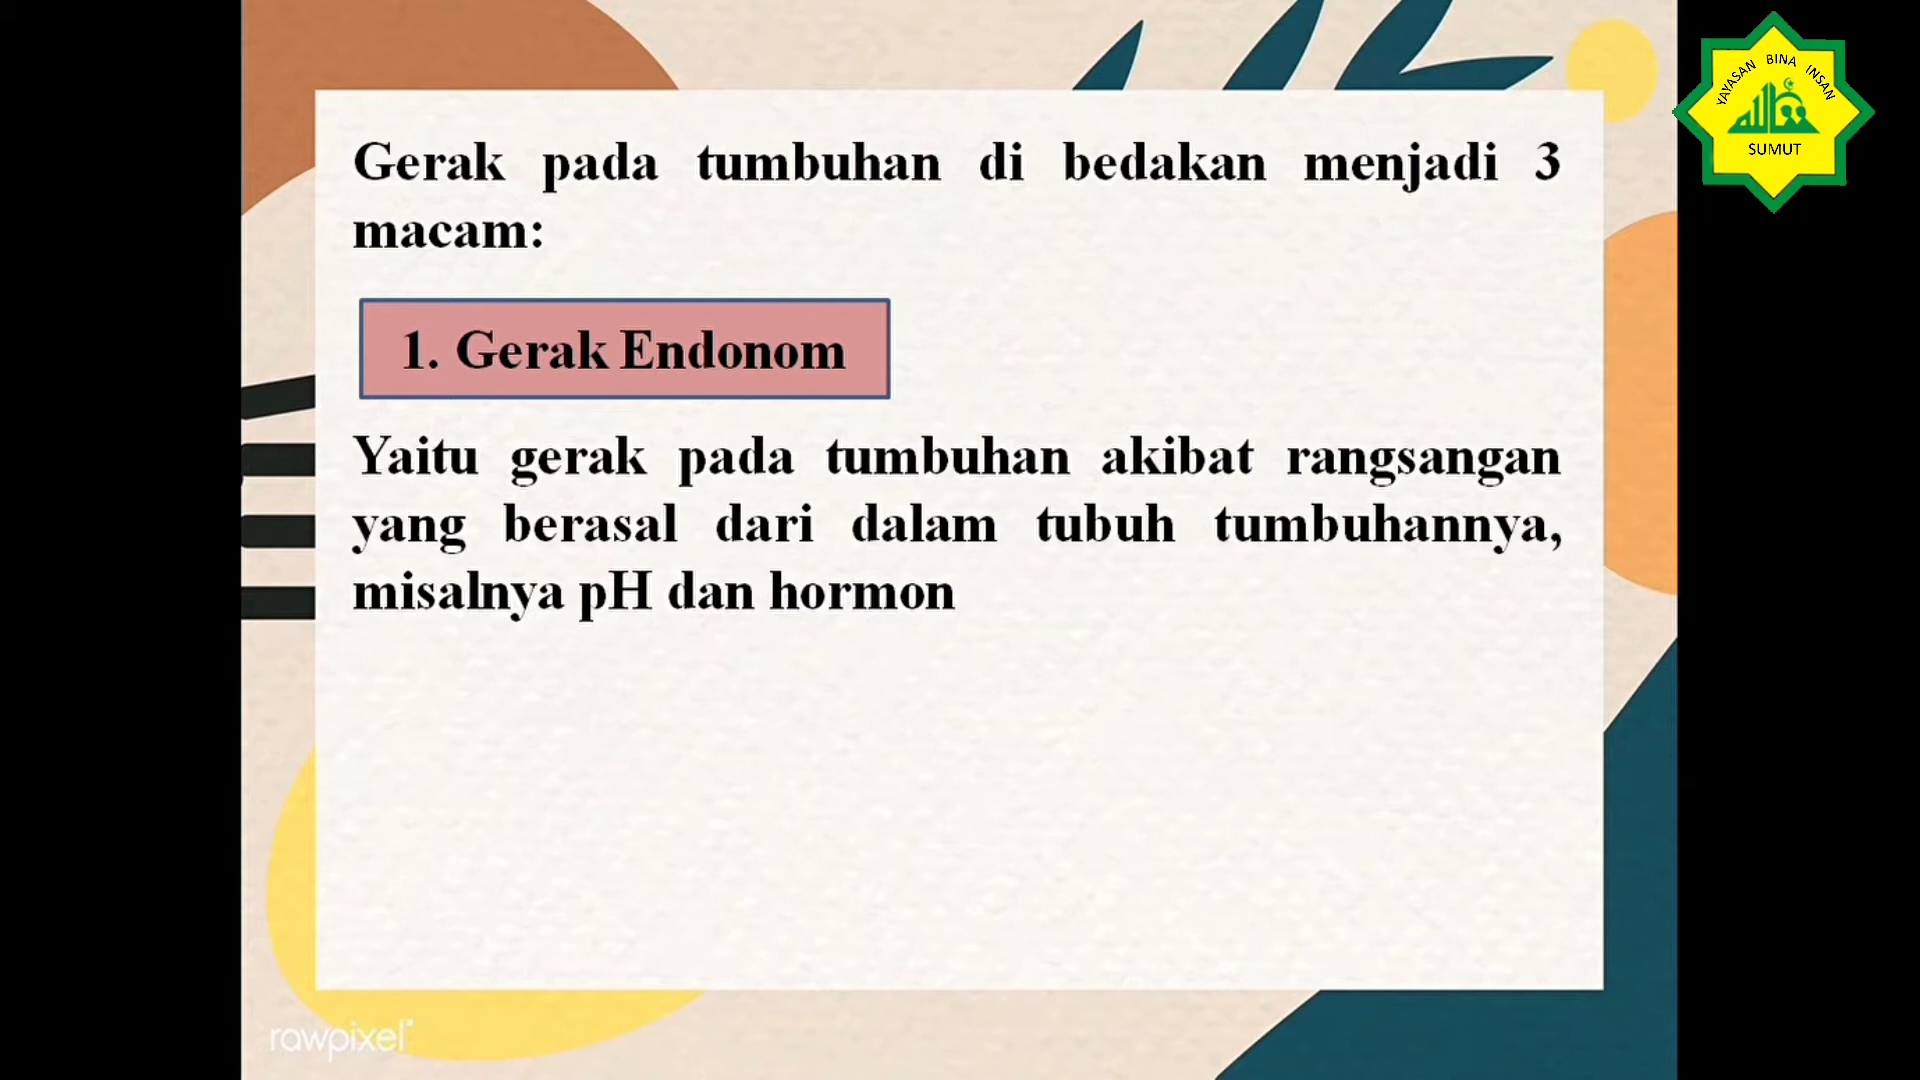 Gerak pada tumbuhan di bedakan menjadi 3
macam:
1. Gerak Endonom
Yaitu gerak pada tumbuhan akibat rangsangan
yang berasal dari dalam tubuh tumbuhannya,
misalnya pH dan hormon
YAYASAN BINA INSAN
SUMUT
rawpixel